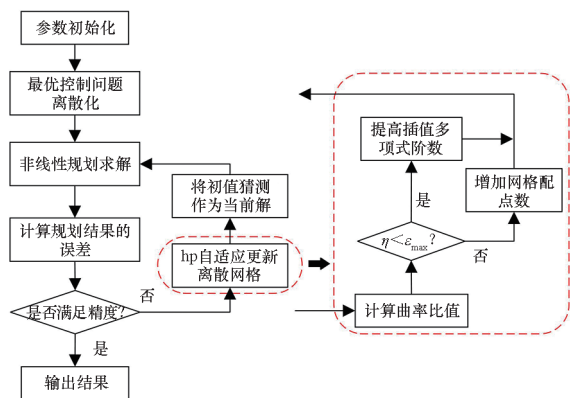 参数初始化
最优控制问题
离散化
非线性规划求解
计算规划结果的
误差
是否满足精度?
是
输出结果
否
将初值猜测
作为当前解
hp自适应更新
离散网格
提高插值多
项式阶数
增加网格配
点数
是
η<ε_max?
否
计算曲率比值